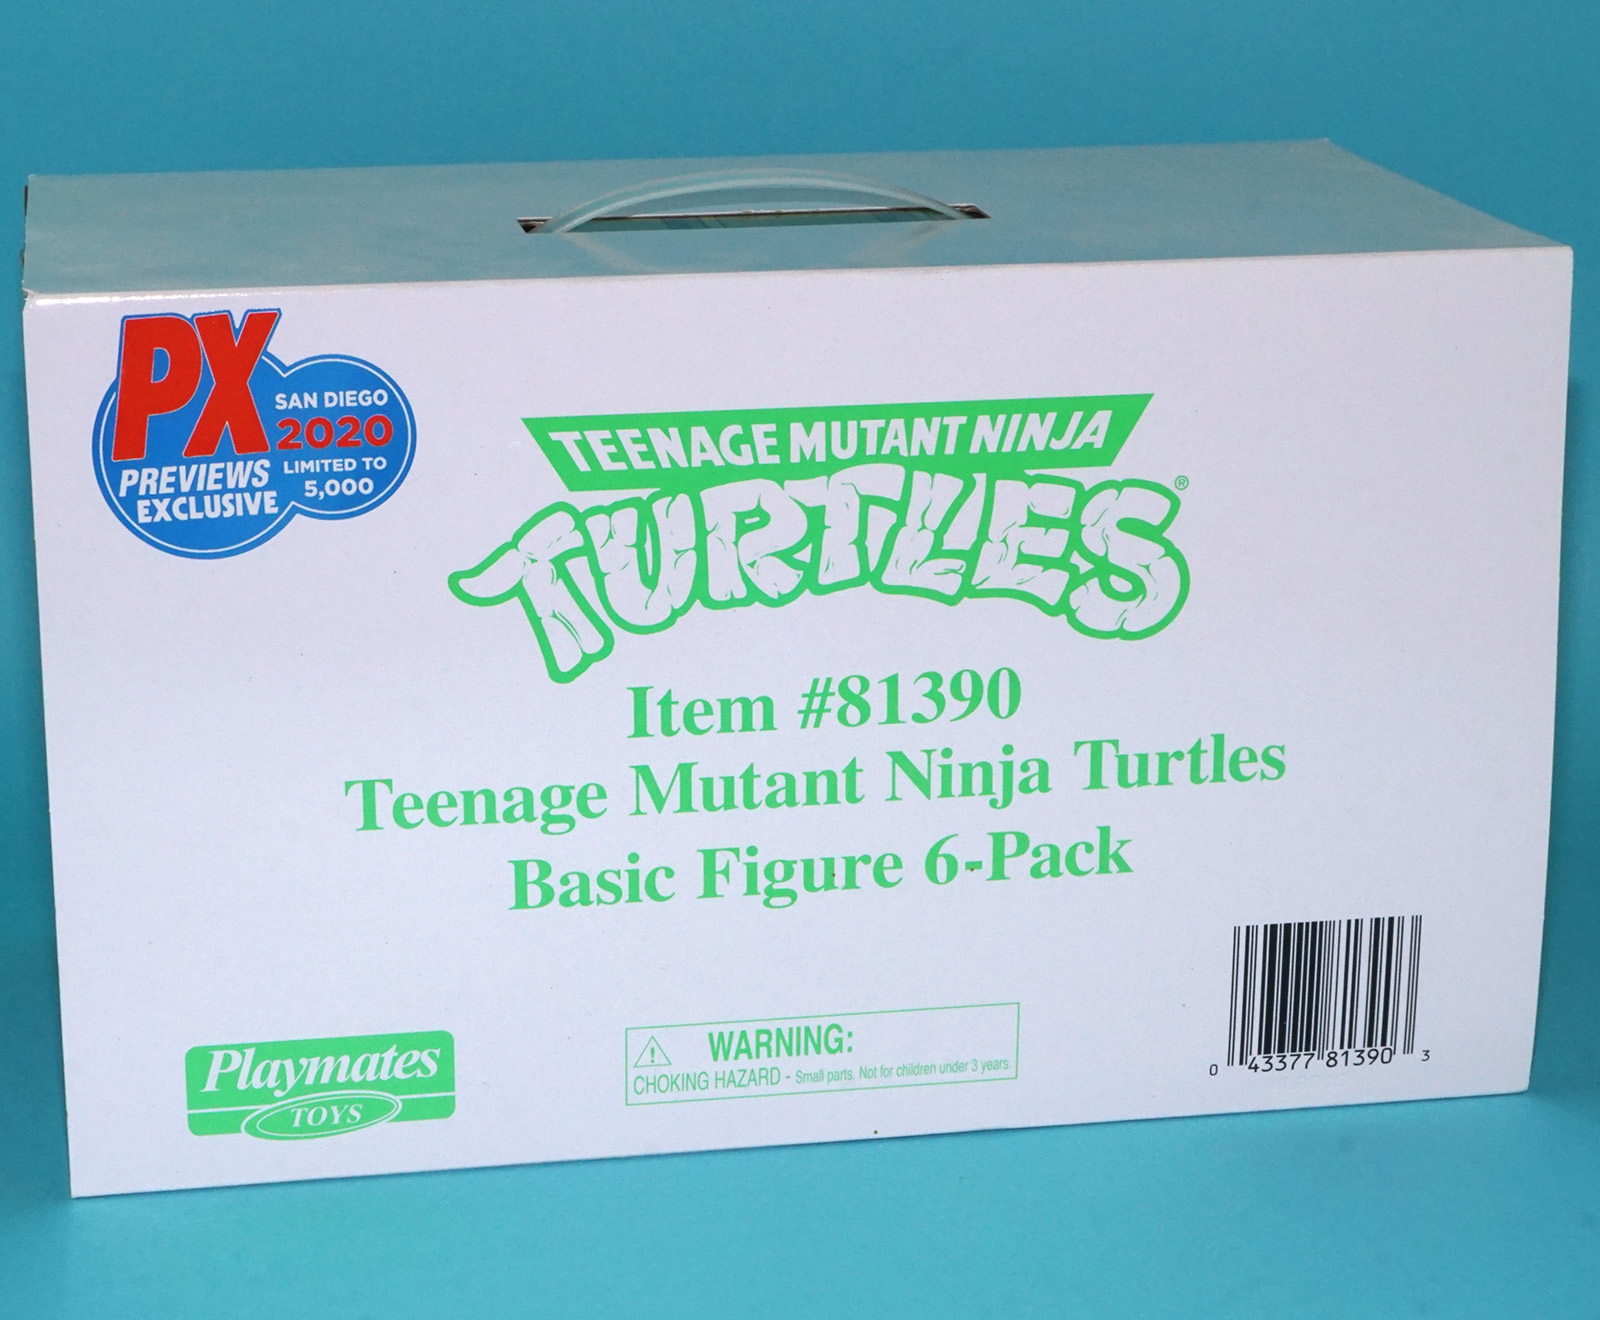 PX
PREVIEWS
EXCLUSIVE
SAN DIEGO
2020
LIMITED TO
5,000
TEENAGE MUTANT NINJA
TURTLES®
Item #81390
Teenage Mutant Ninja Turtles
Basic Figure 6-Pack
Playmates
TOYS
WARNING:
CHOKING HAZARD - Small parts. Not for children under 3 years.
0 43377 81390 3